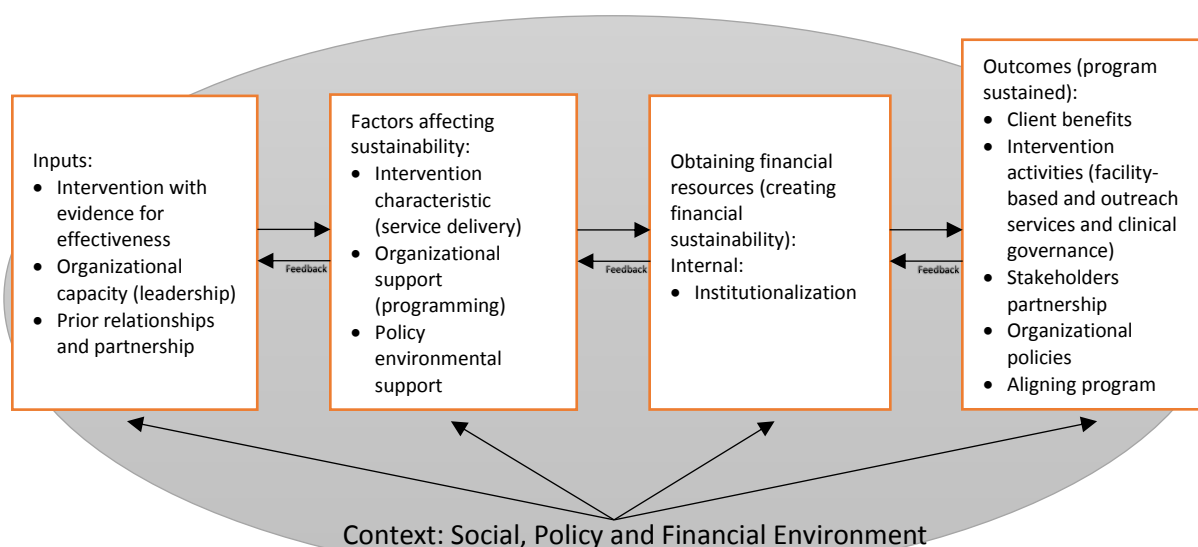 Inputs:
• Intervention with
evidence for
effectiveness
• Organizational
capacity (leadership)
• Prior relationships
and partnership
Feedback
Factors affecting
sustainability:
• Intervention
characteristic
(service delivery)
• Organizational
support
(programming)
• Policy
environmental
support
Feedback
Obtaining financial
resources (creating
financial
sustainability):
Internal:
• Institutionalization
Feedback
Outcomes (program
sustained):
• Client benefits
• Intervention
activities (facility-
based and outreach
services and clinical
governance)
• Stakeholders
partnership
• Organizational
policies
• Aligning program
Context: Social, Policy and Financial Environment